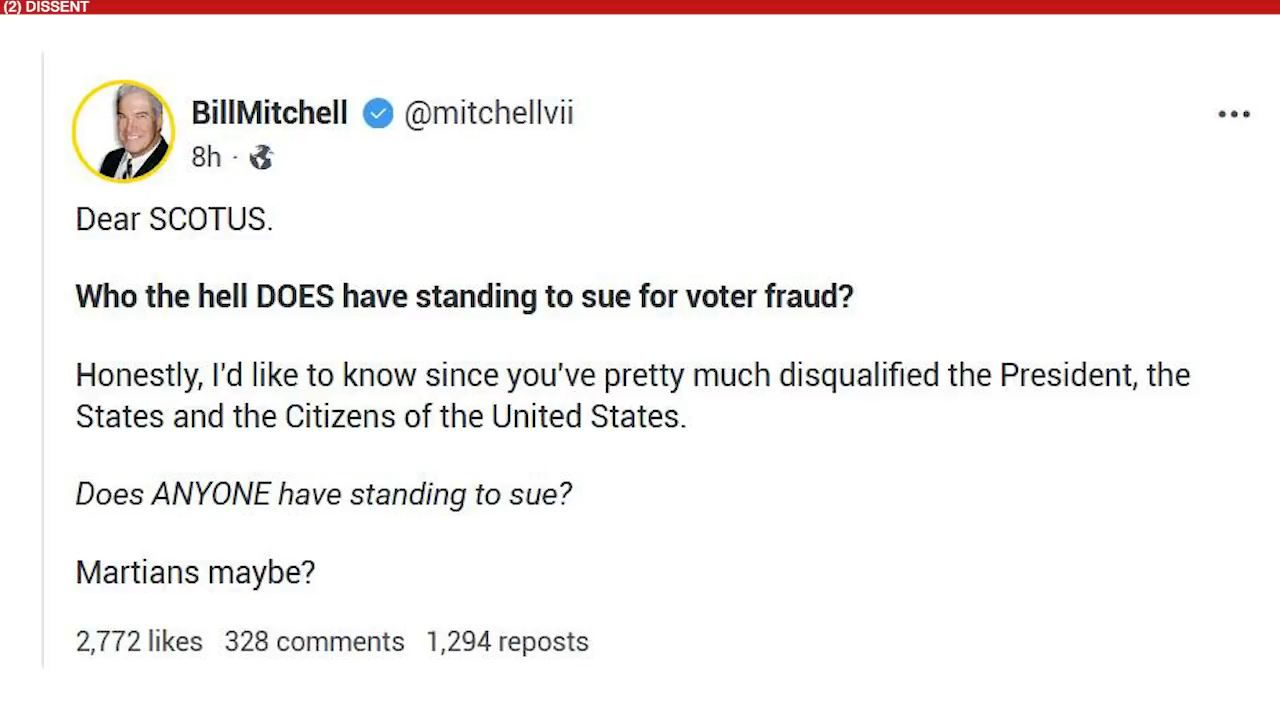 (2) DISSENT
BillMitchell @mitchellvii
8h ·
Dear SCOTUS.
Who the hell DOES have standing to sue for voter fraud?
Honestly, I'd like to know since you've pretty much disqualified the President, the
States and the Citizens of the United States.
Does ANYONE have standing to sue?
Martians maybe?
2,772 likes 328 comments 1,294 reposts